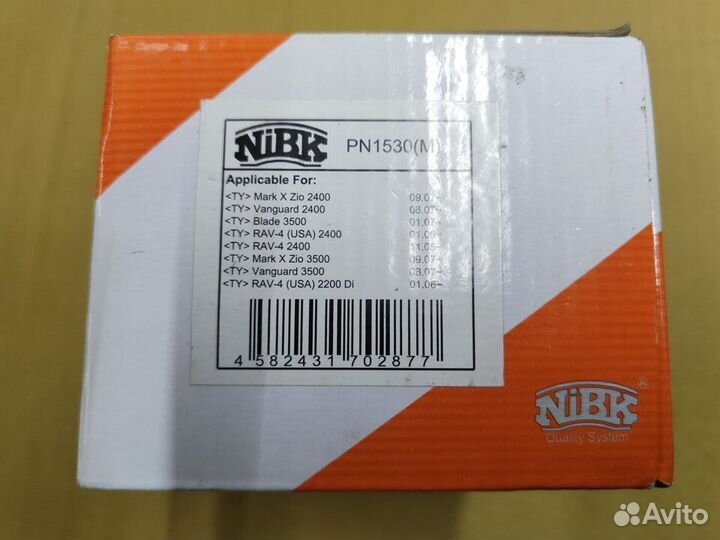 NiBK PN1530(M)
Applicable For:
<TY> Mark X Zio 2400 09.07~
<TY> Vanguard 2400 08.07~
<TY> Blade 3500 01.07~
<TY> RAV-4 (USA) 2400 01.06~
<TY> RAV-4 2400 11.05~
<TY> Mark X Zio 3500 09.07~
<TY> Vanguard 3500 08.07~
<TY> RAV-4 (USA) 2200 Di 01.06~
4 582431 702877
NiBK®
Quality System
Avito